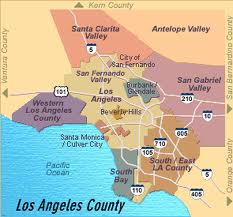 Kern County
Santa Clarita
Valley
Antelope Valley
5
City of
San Fernando
Ventura County
San Bernardino County
San Fernando
Valley
Burbank/
Glendale
San Gabriel
Valley
101
Los
Angeles
Western Los
Angeles County
Beverly Hills
210
10
Santa Monica
/ Culver City
710
605
South/East LA
County
405
Pacific
Ocean
South
Bay
5
Orange County
110
105
Los Angeles County